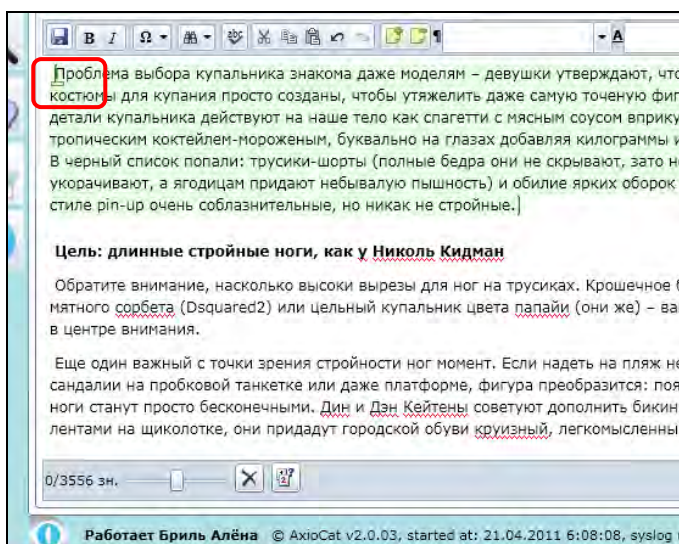 B I Ω ¶ A
Проблема выбора купальника знакома даже моделям – девушки утверждают, что
костюмы для купания просто созданы, чтобы утяжелить даже самую точеную фиг
детали купальника действуют на наше тело как спагетти с мясным соусом вприку
тропическим коктейлем-мороженым, буквально на глазах добавляя килограммы и
В черный список попали: трусики-шорты (полные бедра они не скрывают, зато н
укорачивают, а ягодицам придают небывалую пышность) и обилие ярких оборок
стиле pin-up очень соблазнительные, но никак не стройные.
Цель: длинные стройные ноги, как у Николь Кидман
Обратите внимание, насколько высоки вырезы для ног на трусиках. Крошечное б
мятного сорбета (Dsquared2) или цельный купальник цвета папайи (они же) – ва
в центре внимания.
Еще один важный с точки зрения стройности ног момент. Если надеть на пляж не
сандалии на пробковой танкетке или даже платформе, фигура преобразится: поя
ноги станут просто бесконечными. Дин и Дэн Кейтены советуют дополнить бикин
лентами на щиколотке, они придадут городской обуви круизный, легкомысленны
0/3556 зн.
Работает Бриль Алёна © AxioCat v2.0.03, started at: 21.04.2011 6:08:08, syslog